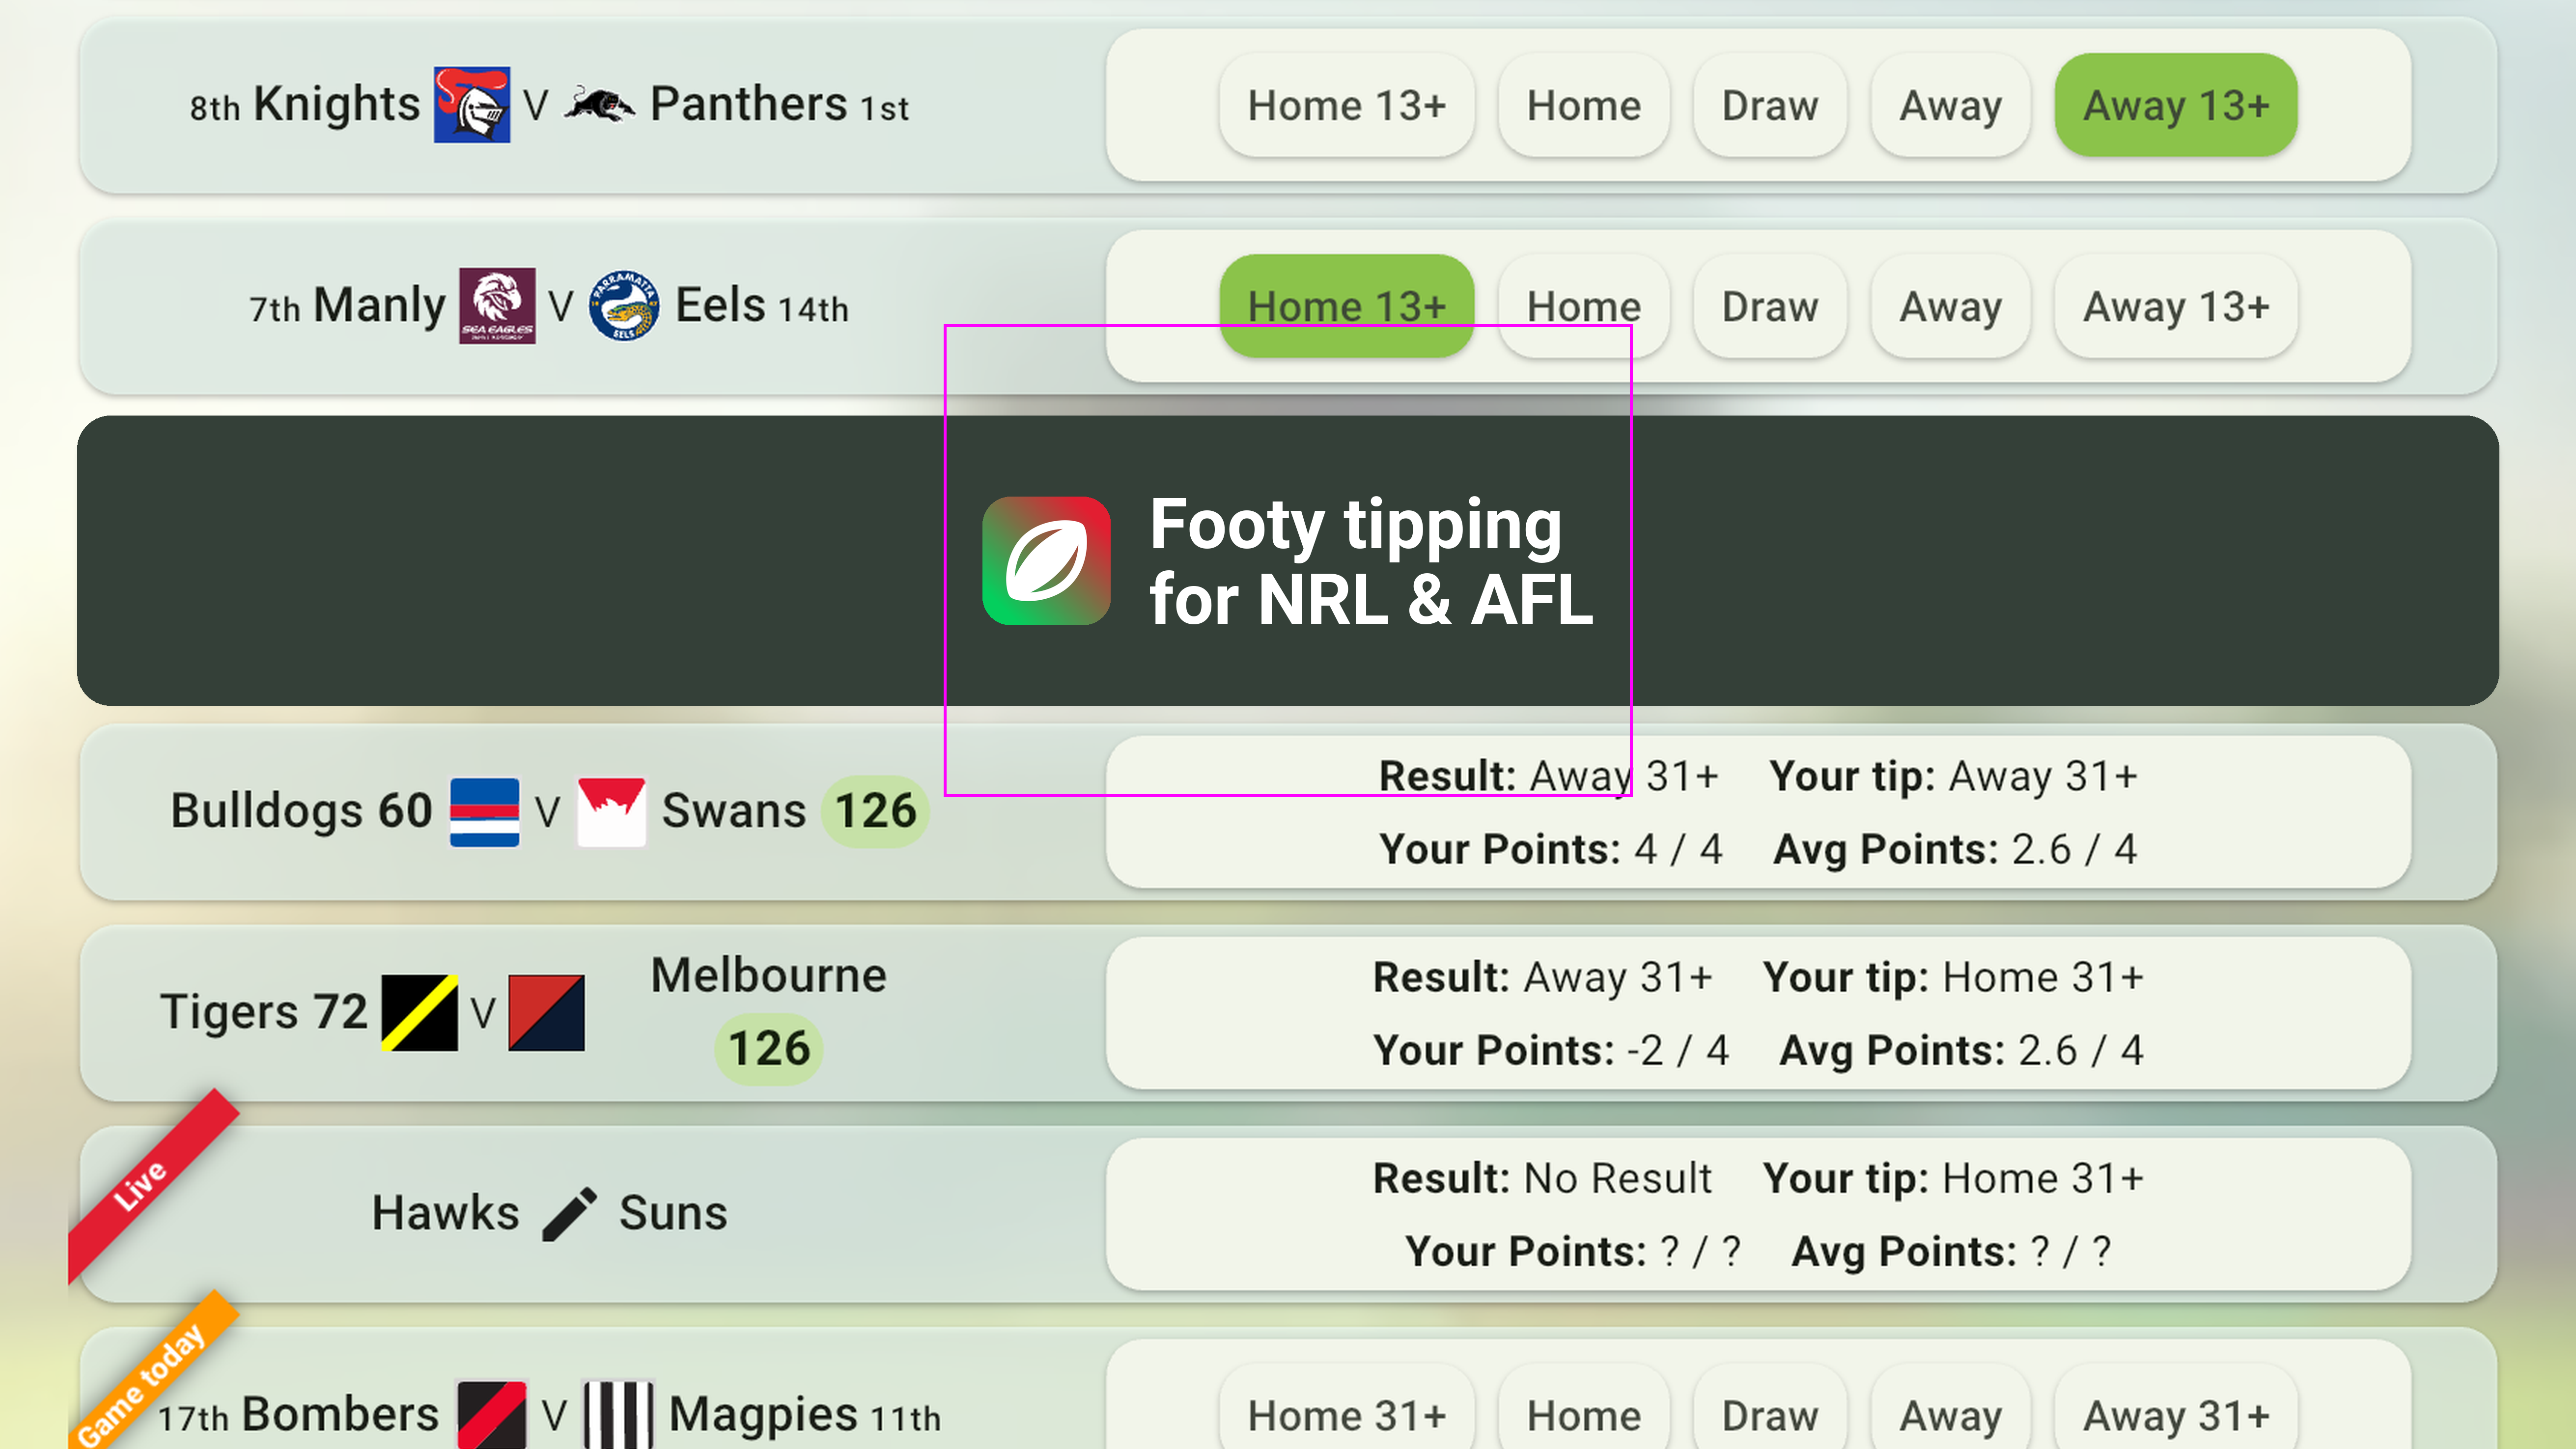 8th Knights V Panthers 1st
Home 13+ Home Draw Away Away 13+
7th Manly SEA EAGLES V PARRAMATTA EELS Eels 14th
Home 13+ Home Draw Away Away 13+
Footy tipping
for NRL & AFL
Bulldogs 60 V Swans 126
Result: Away 31+ Your tip: Away 31+
Your Points: 4 / 4 Avg Points: 2.6 / 4
Tigers 72 V Melbourne
126
Result: Away 31+ Your tip: Home 31+
Your Points: -2 / 4 Avg Points: 2.6 / 4
Live
Hawks Suns
Result: No Result Your tip: Home 31+
Your Points: ? / ? Avg Points: ? / ?
Game today
17th Bombers V Magpies 11th
Home 31+ Home Draw Away Away 31+